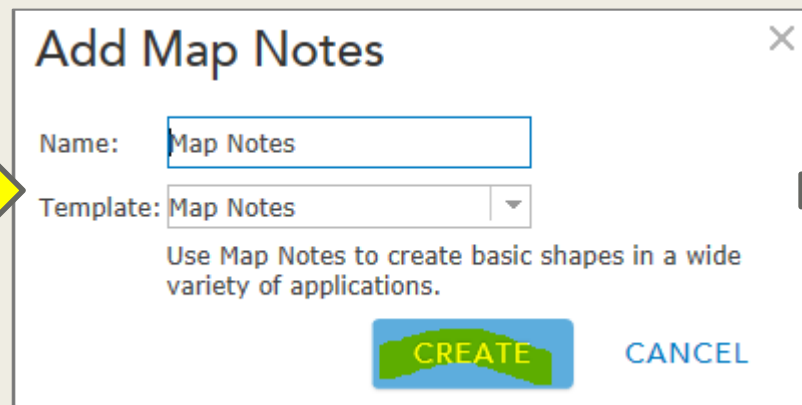 Add Map Notes
Name: Map Notes
Template: Map Notes
Use Map Notes to create basic shapes in a wide
variety of applications.
CREATE CANCEL